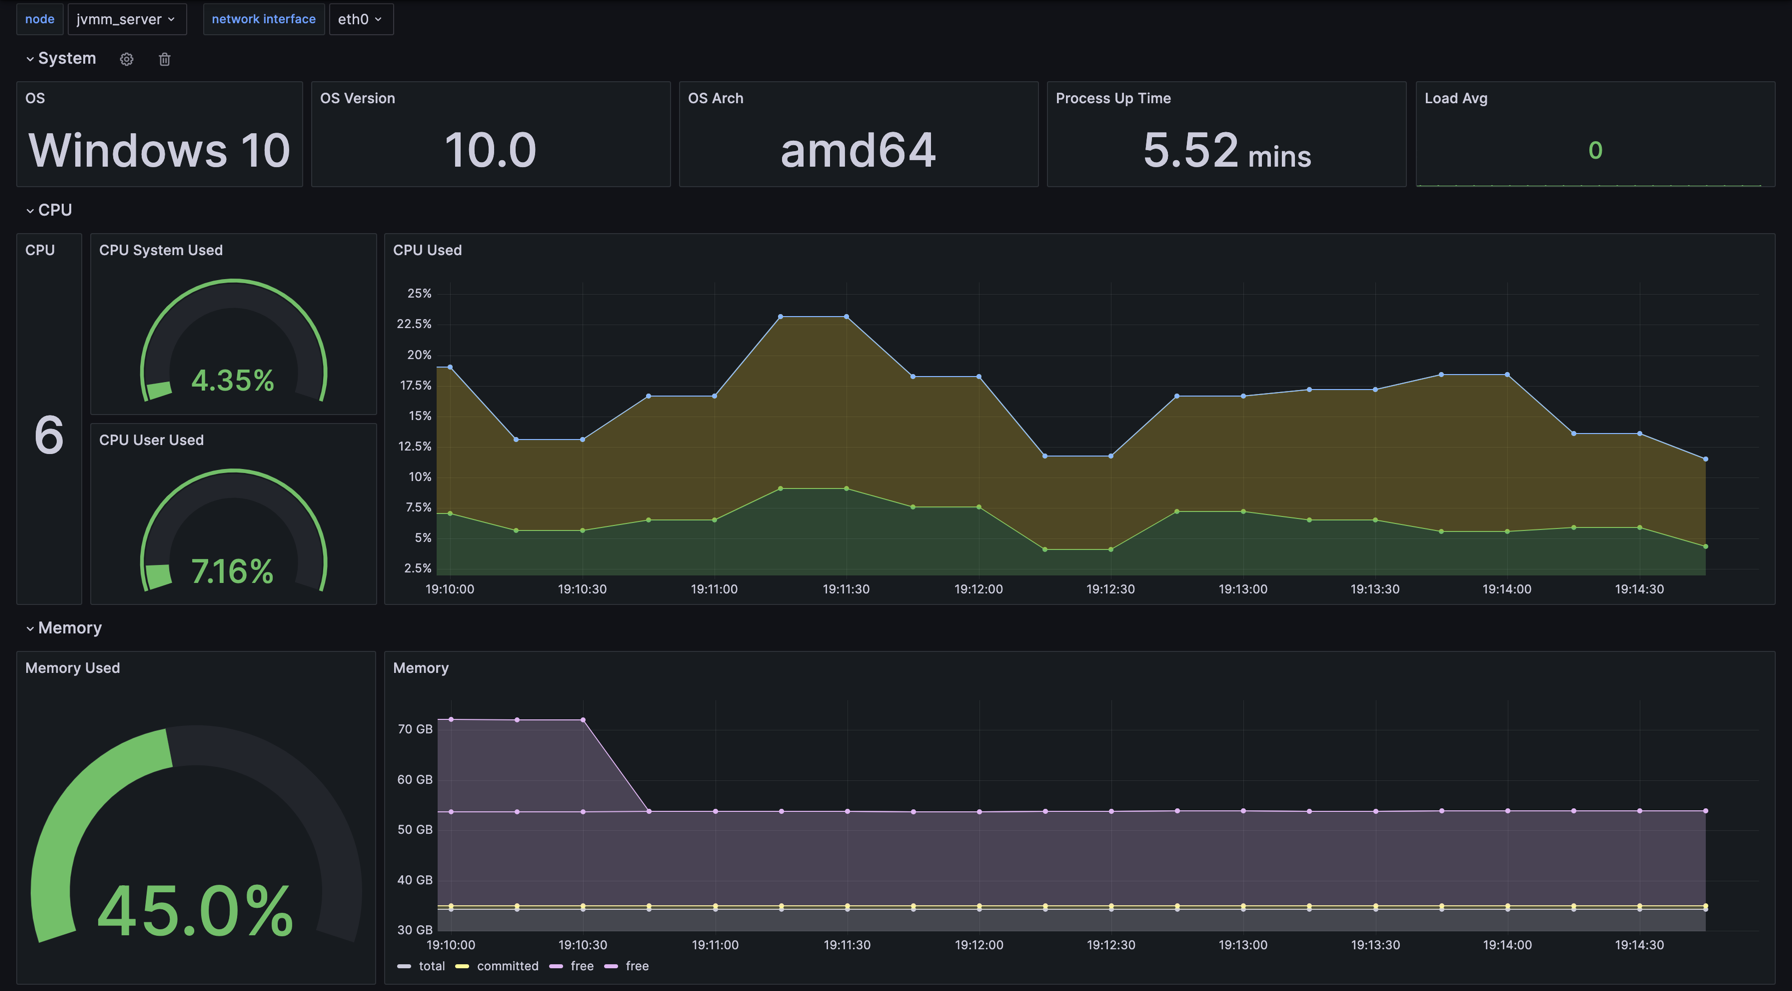 node jvmm_server network interface eth0
System
OS
Windows 10
OS Version
10.0
OS Arch
amd64
Process Up Time
5.52 mins
Load Avg
0
CPU
CPU
6
CPU System Used
4.35%
CPU User Used
7.16%
CPU Used
25%
22.5%
20%
17.5%
15%
12.5%
10%
7.5%
5%
2.5%
19:10:00 19:10:30 19:11:00 19:11:30 19:12:00 19:12:30 19:13:00 19:13:30 19:14:00 19:14:30
Memory
Memory Used
45.0%
Memory
70 GB
60 GB
50 GB
40 GB
30 GB
19:10:00 19:10:30 19:11:00 19:11:30 19:12:00 19:12:30 19:13:00 19:13:30 19:14:00 19:14:30
total committed free free